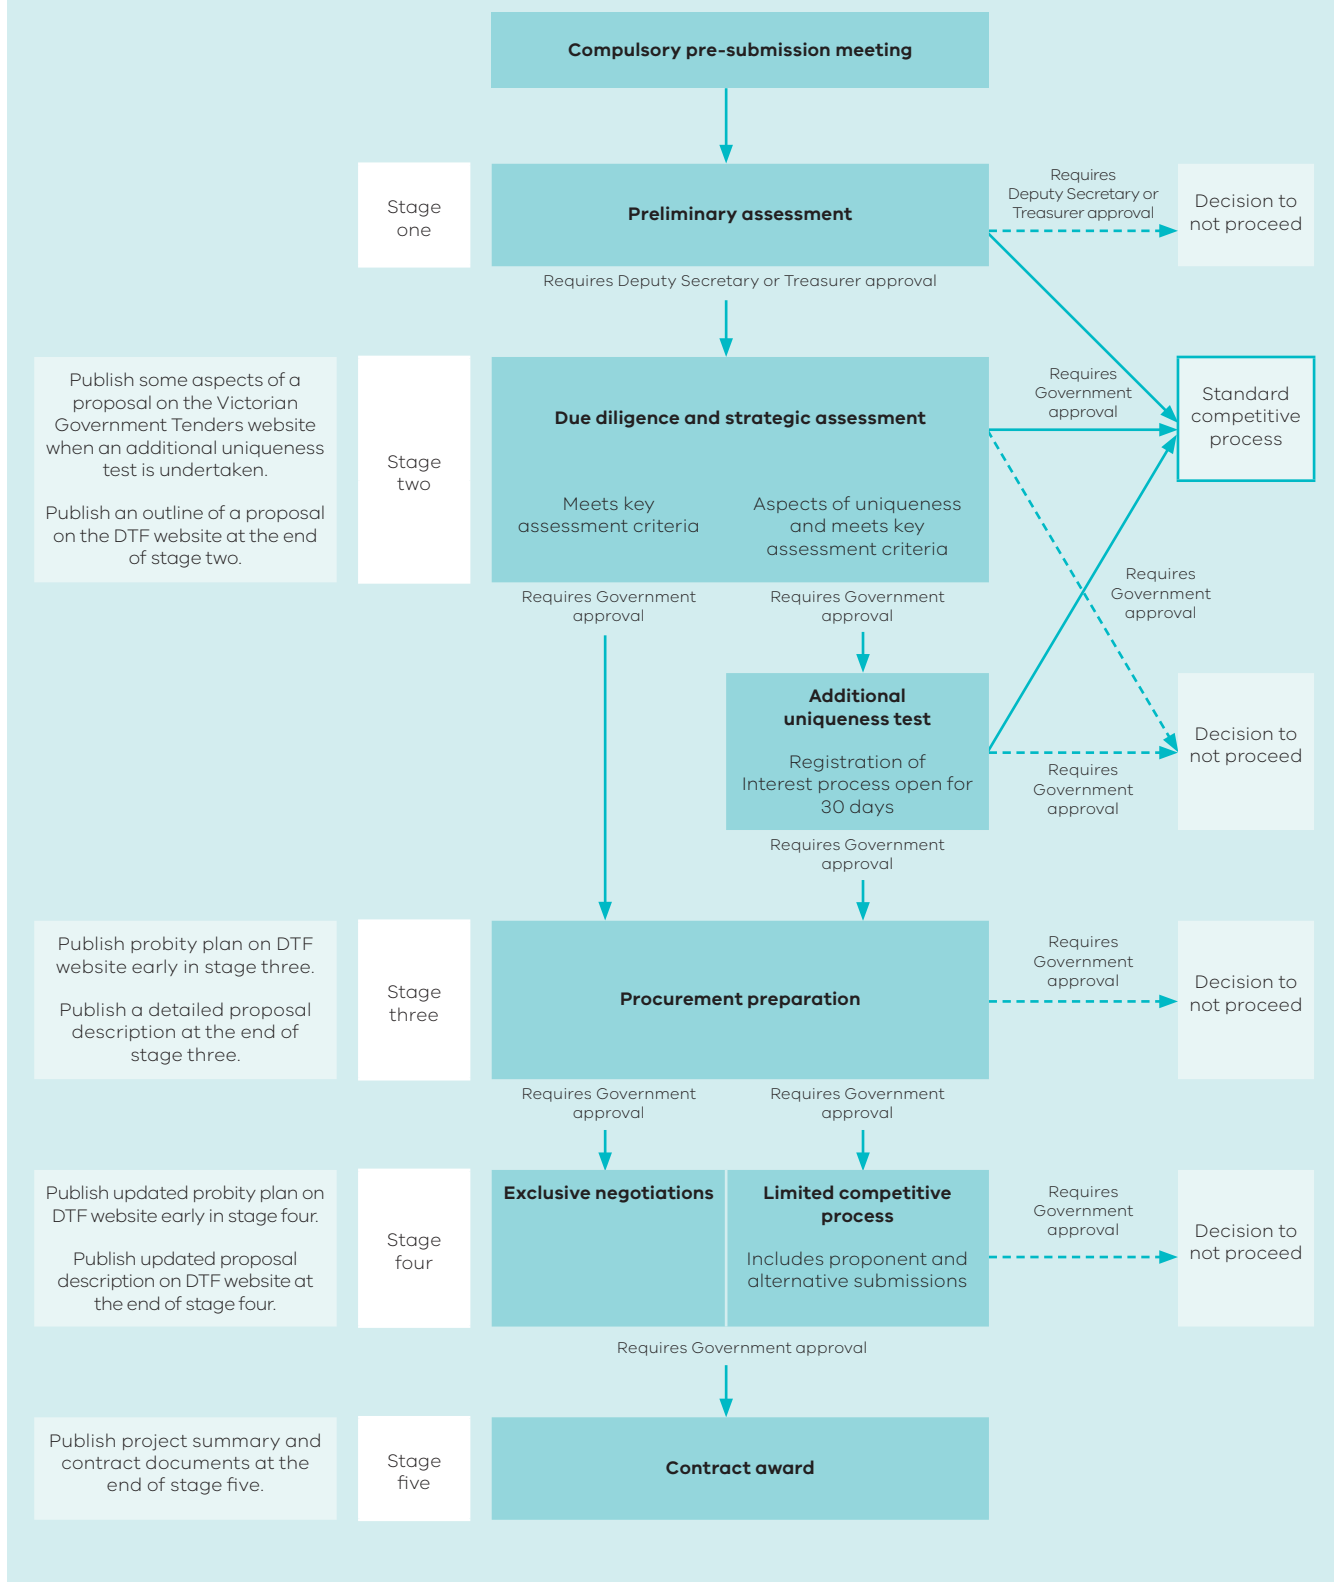 Compulsory pre-submission meeting
Stage
one
Preliminary assessment
Requires
Deputy Secretary or
Treasurer approval
Decision to
not proceed
Requires Deputy Secretary or Treasurer approval
Publish some aspects of a
proposal on the Victorian
Government Tenders website
when an additional uniqueness
test is undertaken.
Publish an outline of a proposal
on the DTF website at the end
of stage two.
Stage
two
Due diligence and strategic assessment
Meets key
assessment criteria
Aspects of uniqueness
and meets key
assessment criteria
Requires
Government
approval
Standard
competitive
process
Requires Government
approval
Requires Government
approval
Requires
Government
approval
Additional
uniqueness test
Registration of
Interest process open for
30 days
Requires
Government
approval
Decision to
not proceed
Requires Government
approval
Publish probity plan on DTF
website early in stage three.
Publish a detailed proposal
description at the end of
stage three.
Stage
three
Procurement preparation
Requires
Government
approval
Decision to
not proceed
Requires Government
approval
Requires Government
approval
Publish updated probity plan on
DTF website early in stage four.
Publish updated proposal
description on DTF website at
the end of stage four.
Stage
four
Exclusive negotiations
Limited competitive
process
Includes proponent and
alternative submissions
Requires
Government
approval
Decision to
not proceed
Requires Government approval
Publish project summary and
contract documents at the
end of stage five.
Stage
five
Contract award